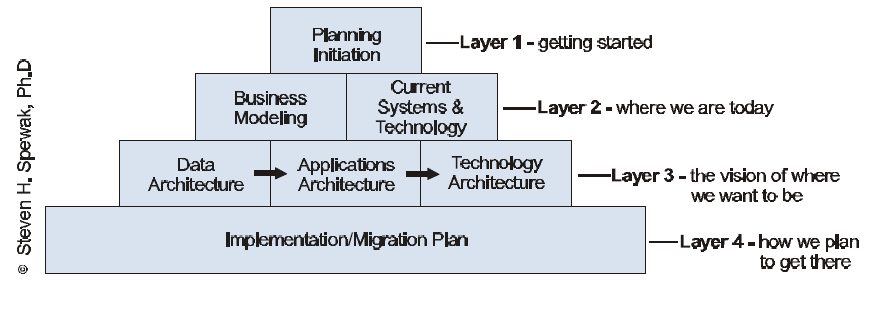 Planning
Initiation
Layer 1 - getting started
Business
Modeling
Current
Systems &
Technology
Layer 2 - where we are today
Data
Architecture
Applications
Architecture
Technology
Architecture
Layer 3 - the vision of where
we want to be
Implementation/Migration Plan
Layer 4 - how we plan
to get there
© Steven H. Spewak, Ph.D